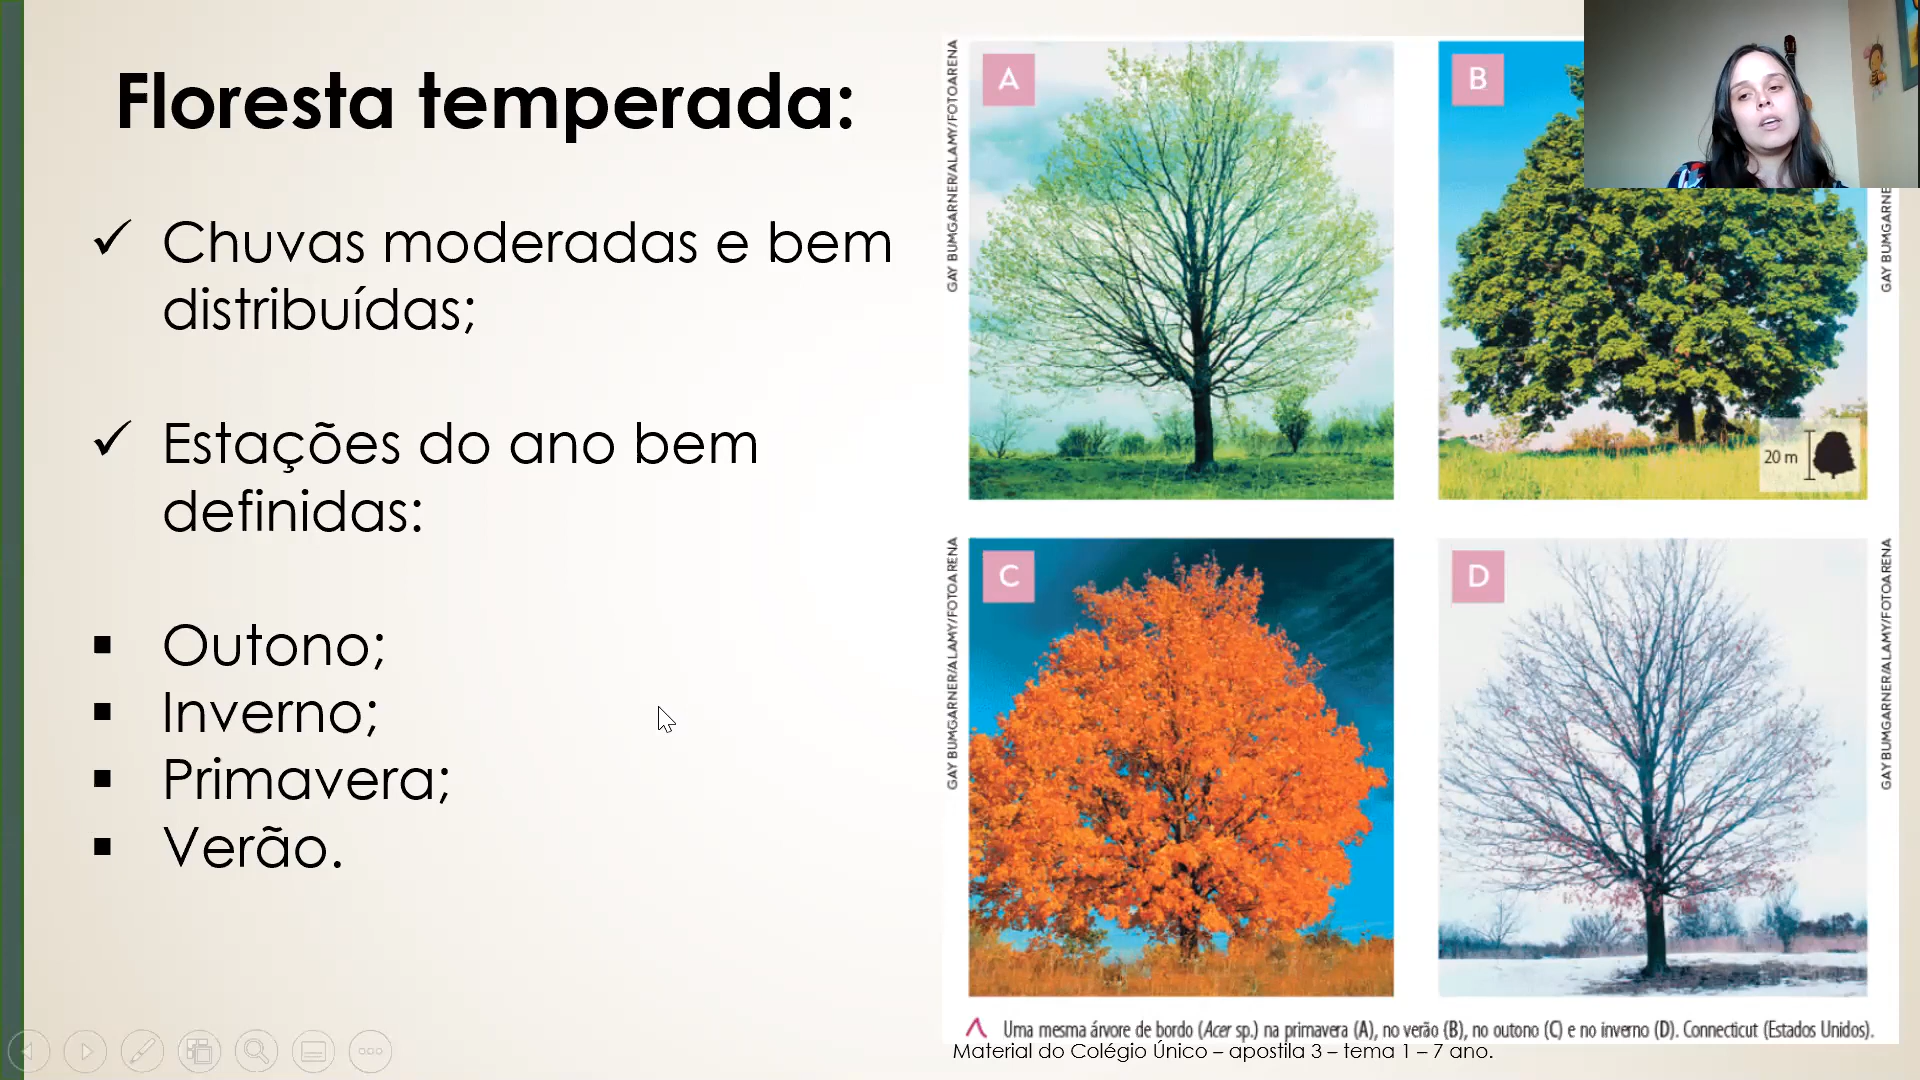 Floresta temperada:
Chuvas moderadas e bem
distribuídas;
Estações do ano bem
definidas:
Outono;
Inverno;
Primavera;
Verão.
A
GAY BUMGARNER/ALAMY/FOTOARENA
B
GAY BUMGARNE
20 m
C
GAY BUMGARNER/ALAMY/FOTOARENA
D
GAY BUMGARNER/ALAMY/FOTOARENA
Uma mesma árvore de bordo (Acer sp.) na primavera (A), no verão (B), no outono (C) e no inverno (D). Connecticut (Estados Unidos).
Material do Colégio Único – apostila 3 – tema 1 – 7 ano.